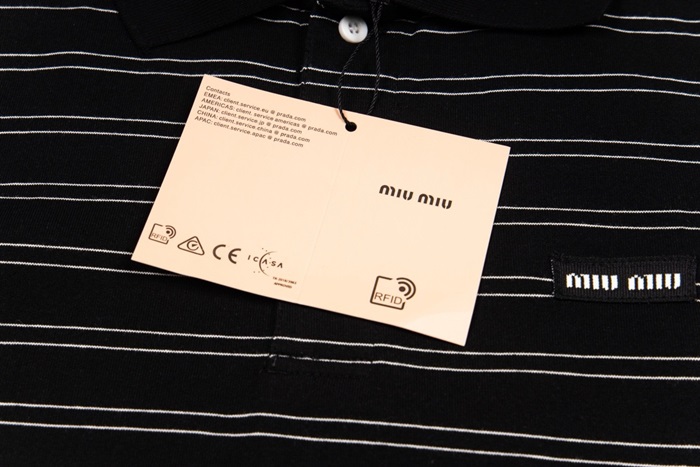 Contacts
EMEA: client.service.eu @ prada.com
AMERICAS: client.service.americas @ prada.com
JAPAN: client.service.jp @ prada.com
CHINA: client.service.china @ prada.com
APAC: client.service.apac @ prada.com
miu miu
RFID
CE
ICASA
APPROVED
RFID
miu miu